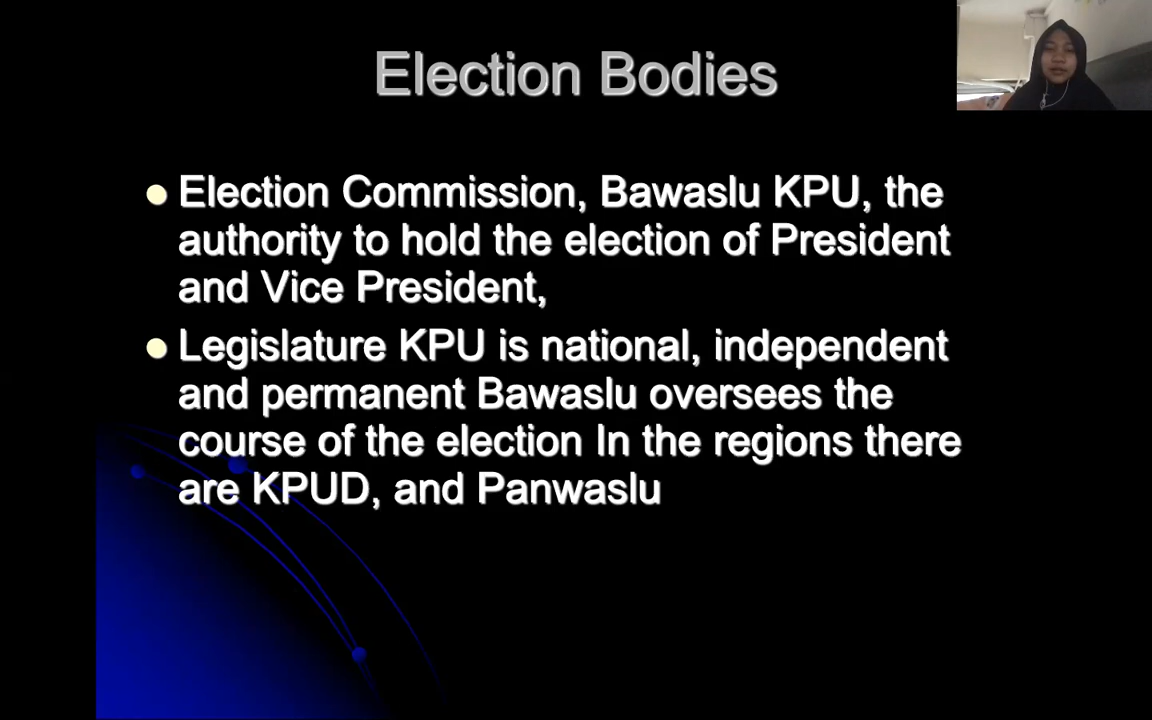 Election Bodies
Election Commission, Bawaslu KPU, the
authority to hold the election of President
and Vice President,
Legislature KPU is national, independent
and permanent Bawaslu oversees the
course of the election In the regions there
are KPUD, and Panwaslu